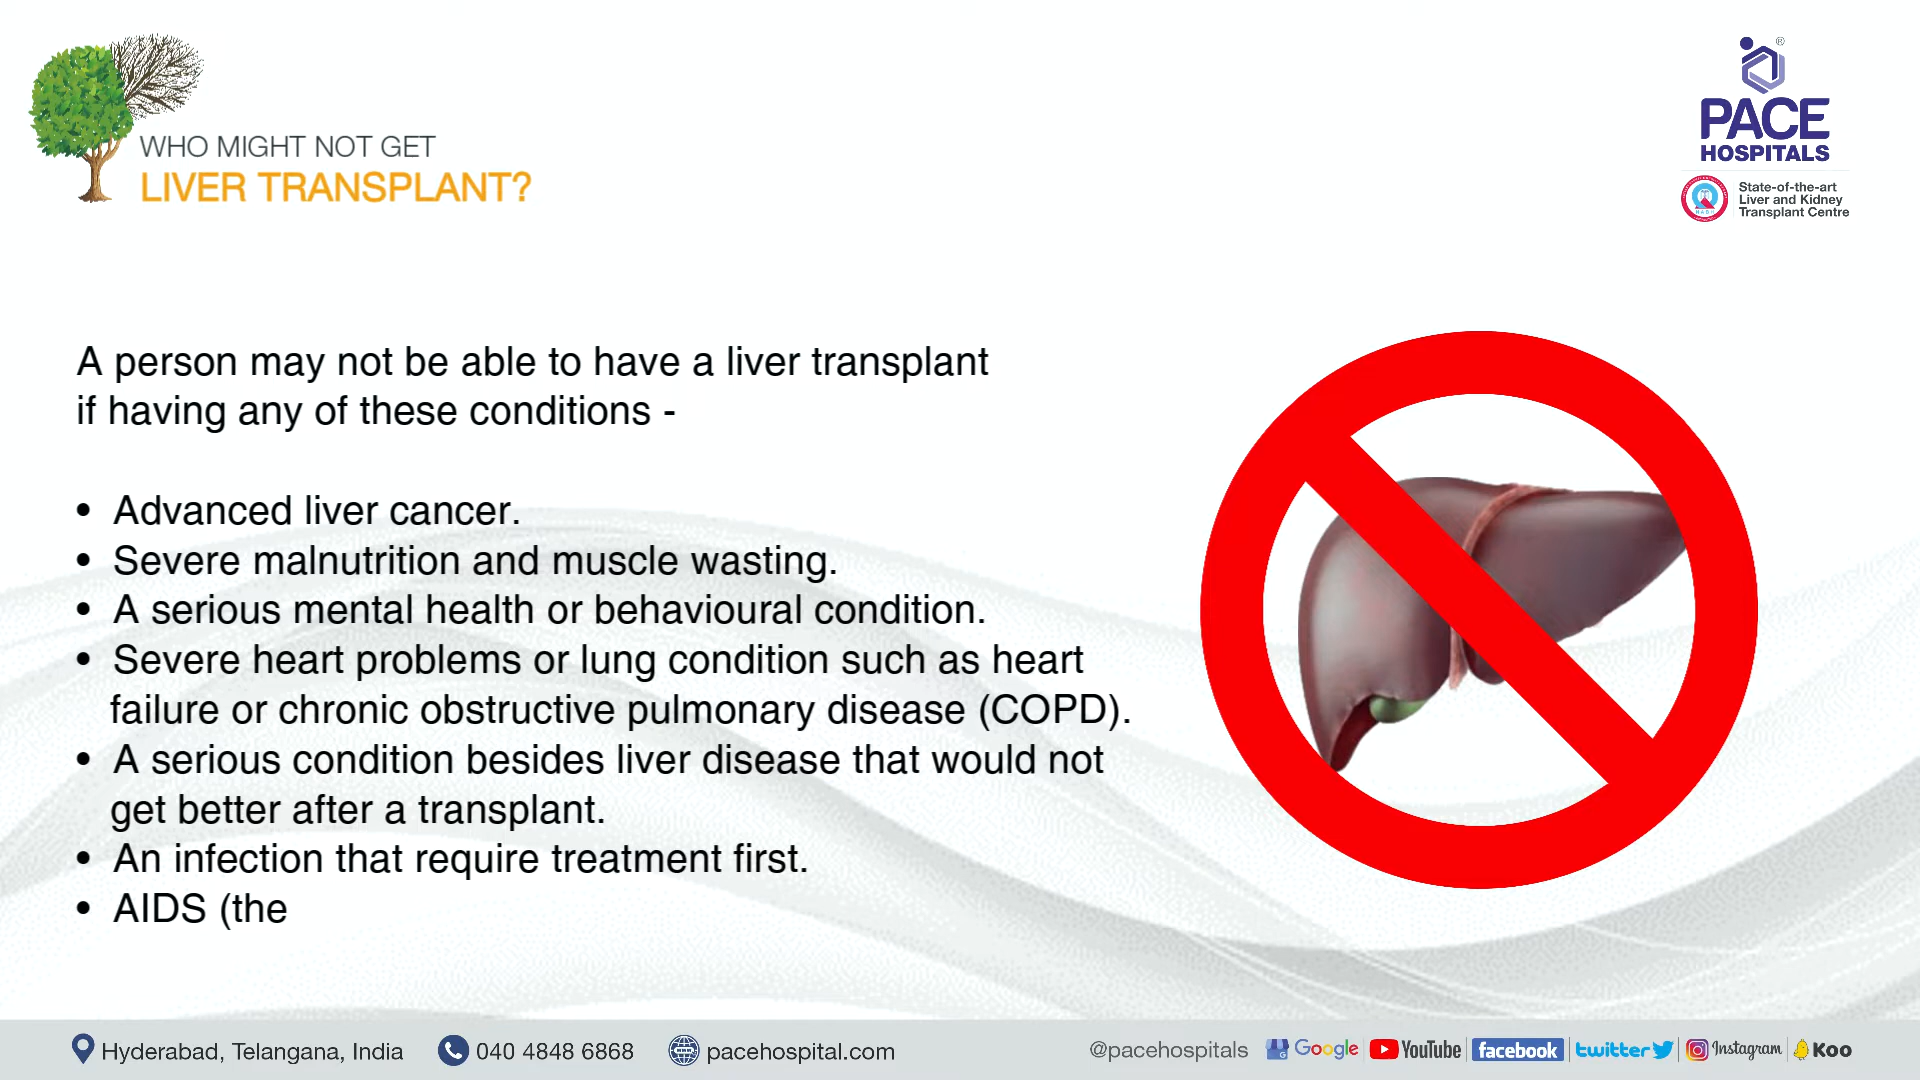 WHO MIGHT NOT GET
LIVER TRANSPLANT?
®
PACE
HOSPITALS
State-of-the-art
Liver and Kidney
Transplant Centre
A person may not be able to have a liver transplant
if having any of these conditions -
• Advanced liver cancer.
• Severe malnutrition and muscle wasting.
• A serious mental health or behavioural condition.
• Severe heart problems or lung condition such as heart
failure or chronic obstructive pulmonary disease (COPD).
• A serious condition besides liver disease that would not
get better after a transplant.
• An infection that require treatment first.
• AIDS (the
Hyderabad, Telangana, India 040 4848 6868 pacehospital.com @pacehospitals Google YouTube facebook twitter Instagram Koo